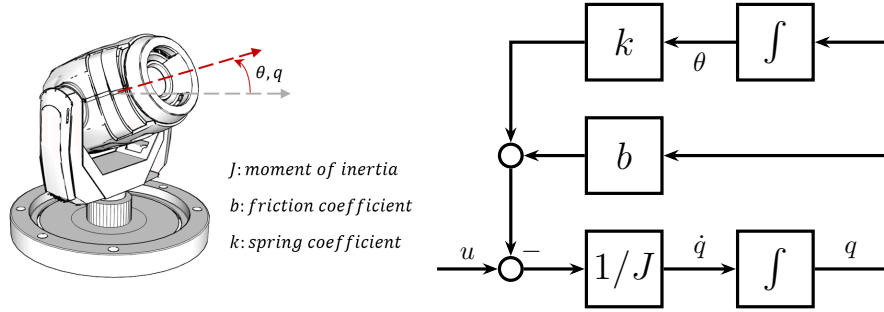 θ, q
J: moment of inertia
b: friction coefficient
k: spring coefficient
k
θ
∫
b
u
−
1/J
q̇
∫
q